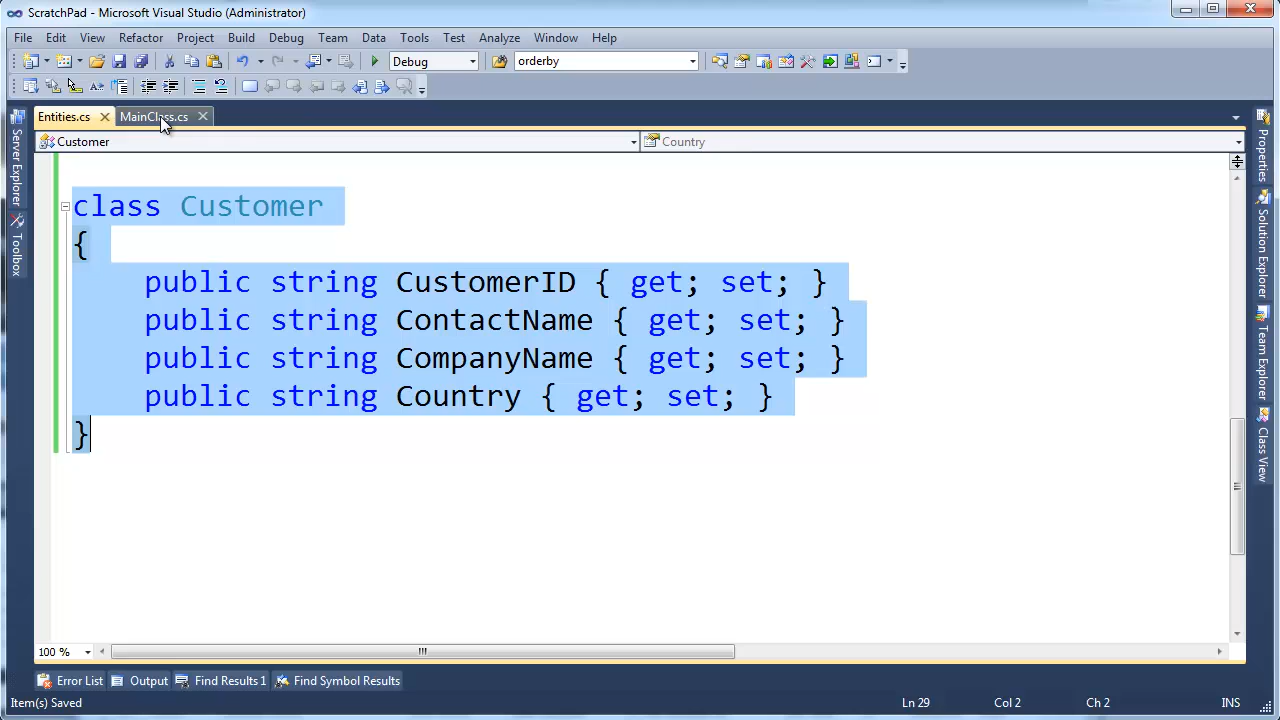 ScratchPad - Microsoft Visual Studio (Administrator)
File Edit View Refactor Project Build Debug Team Data Tools Test Analyze Window Help
Debug orderby
Entities.cs MainClass.cs
Customer Country
class Customer
{
public string CustomerID { get; set; }
public string ContactName { get; set; }
public string CompanyName { get; set; }
public string Country { get; set; }
}
Server Explorer
Toolbox
Properties
Solution Explorer
Team Explorer
Class View
100 %
Error List Output Find Results 1 Find Symbol Results
Item(s) Saved Ln 29 Col 2 Ch 2 INS